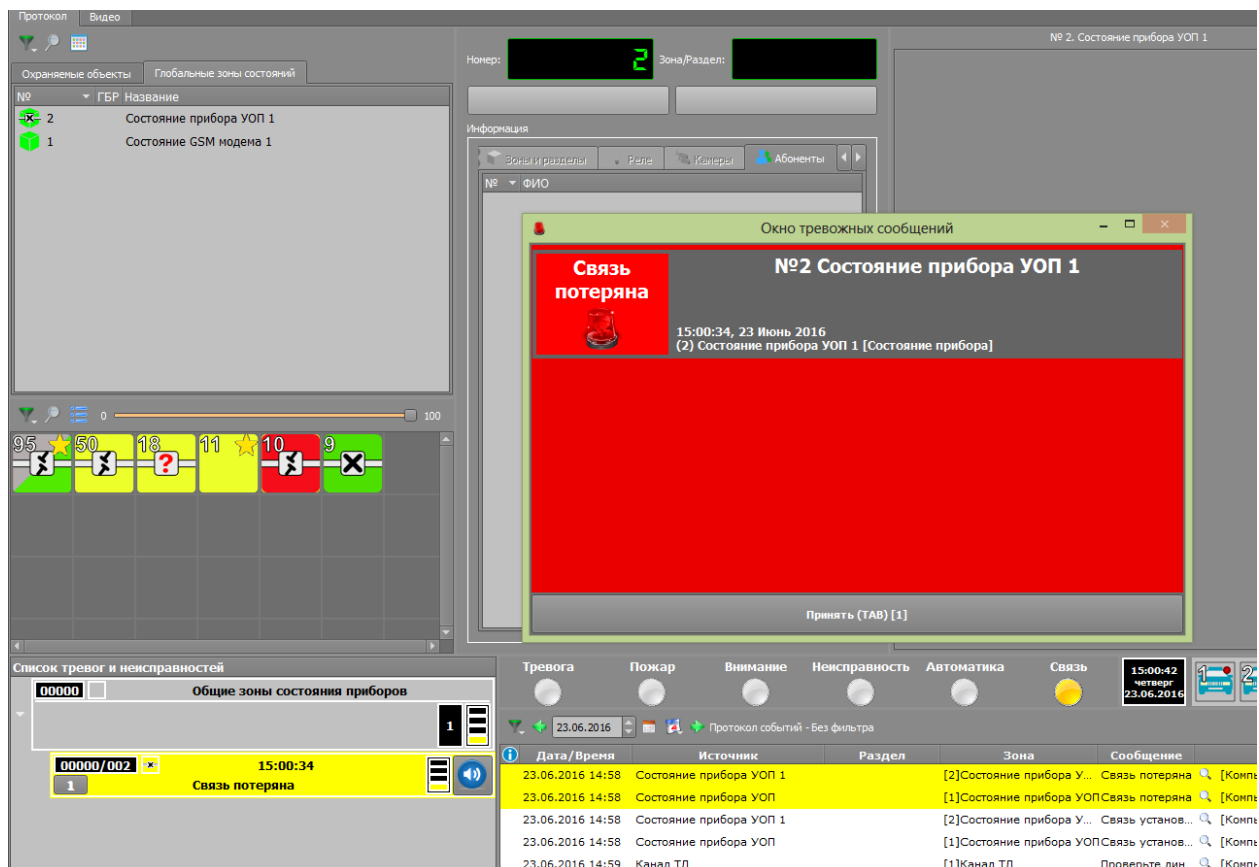 Протокол Видео
№ 2. Состояние прибора УОП 1
Номер: 2 Зона/Раздел:
Охраняемые объекты Глобальные зоны состояний
№ ГБР Название
2 Состояние прибора УОП 1
1 Состояние GSM модема 1
Информация
Зоны и разделы Реле Камеры Абоненты
№ ФИО
Окно тревожных сообщений
Связь потеряна
№2 Состояние прибора УОП 1
15:00:34, 23 Июнь 2016
(2) Состояние прибора УОП 1 [Состояние прибора]
Принять (TAB) [1]
0 100
95 50 18 ? 11 10 9
Список тревог и неисправностей
00000 Общие зоны состояния приборов
1
00000/002 15:00:34
1 Связь потеряна
Тревога Пожар Внимание Неисправность Автоматика Связь
15:00:42
четверг
23.06.2016
1 2
23.06.2016 Протокол событий - Без фильтра
Дата/Время Источник Раздел Зона Сообщение
23.06.2016 14:58 Состояние прибора УОП 1 [2]Состояние прибора У... Связь потеряна [Компь
23.06.2016 14:58 Состояние прибора УОП [1]Состояние прибора УОП Связь потеряна [Компь
23.06.2016 14:58 Состояние прибора УОП 1 [2]Состояние прибора У... Связь установ... [Компь
23.06.2016 14:58 Состояние прибора УОП [1]Состояние прибора УОП Связь установ... [Компь
23.06.2016 14:59 Канал ТЛ [1]Канал ТЛ Проверьте лин [Компь